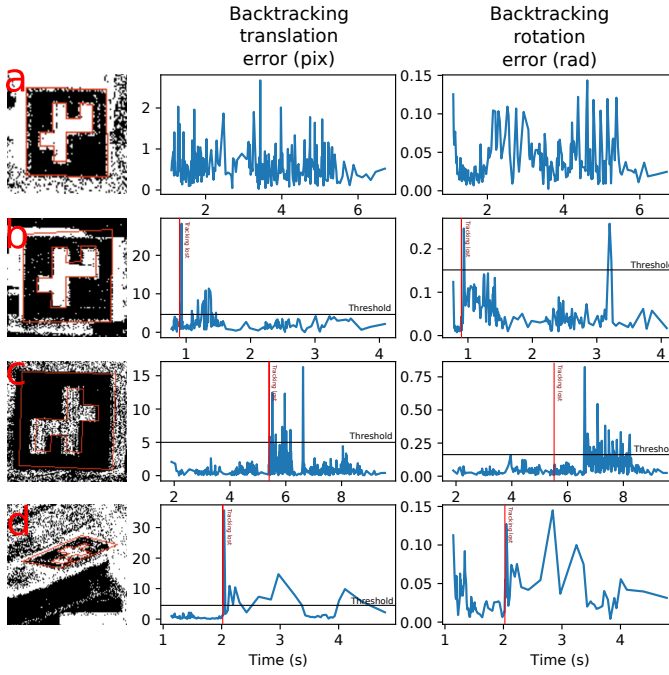 Backtracking
translation
error (pix)
Backtracking
rotation
error (rad)
a
2
1
0
2
4
6
0.15
0.10
0.05
0.00
2
4
6
b
20
10
0
1
2
3
4
Tracking lost
Threshold
0.2
0.1
0.0
1
2
3
4
Tracking lost
Threshold
c
15
10
5
0
2
4
6
8
Tracking lost
Threshold
0.75
0.50
0.25
0.00
2
4
6
8
Tracking lost
Threshold
d
30
20
10
0
1
2
3
4
Tracking lost
Threshold
Time (s)
0.15
0.10
0.05
0.00
1
2
3
4
Tracking lost
Time (s)